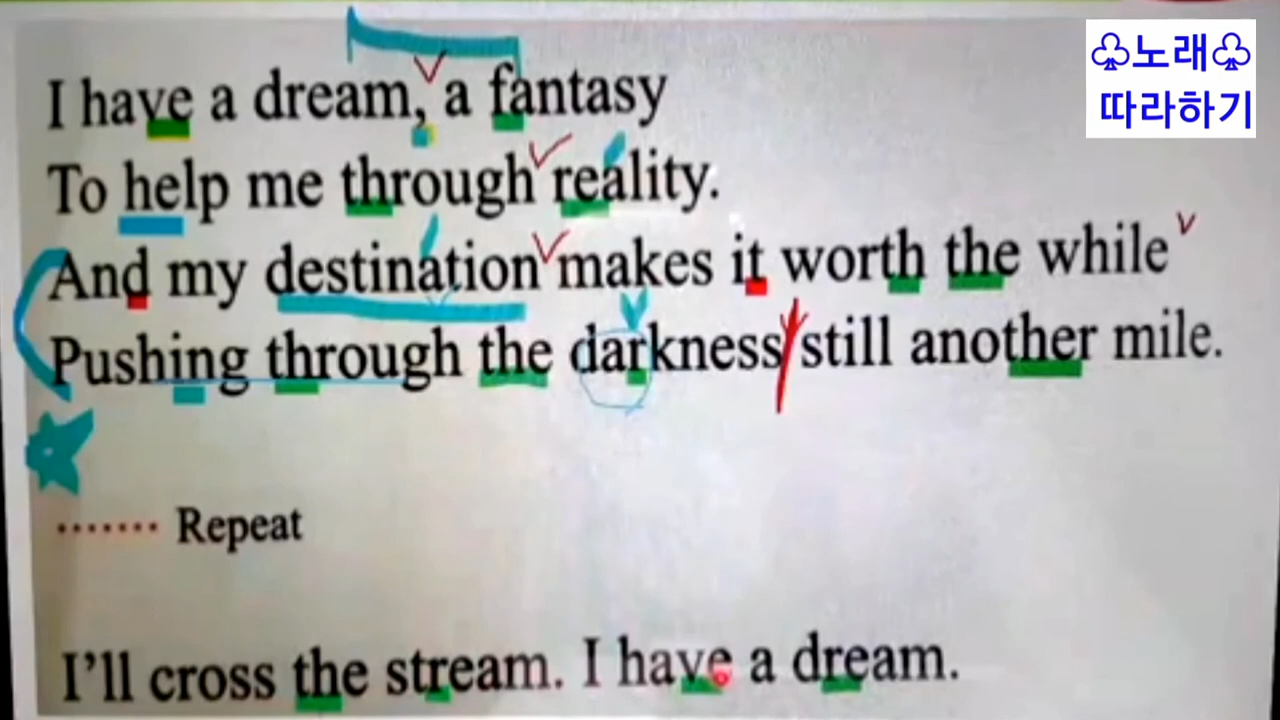 ♧노래♧
따라하기
I have a dream, a fantasy
To help me through reality.
And my destination makes it worth the while
Pushing through the darkness still another mile.
....... Repeat
I'll cross the stream. I have a dream.